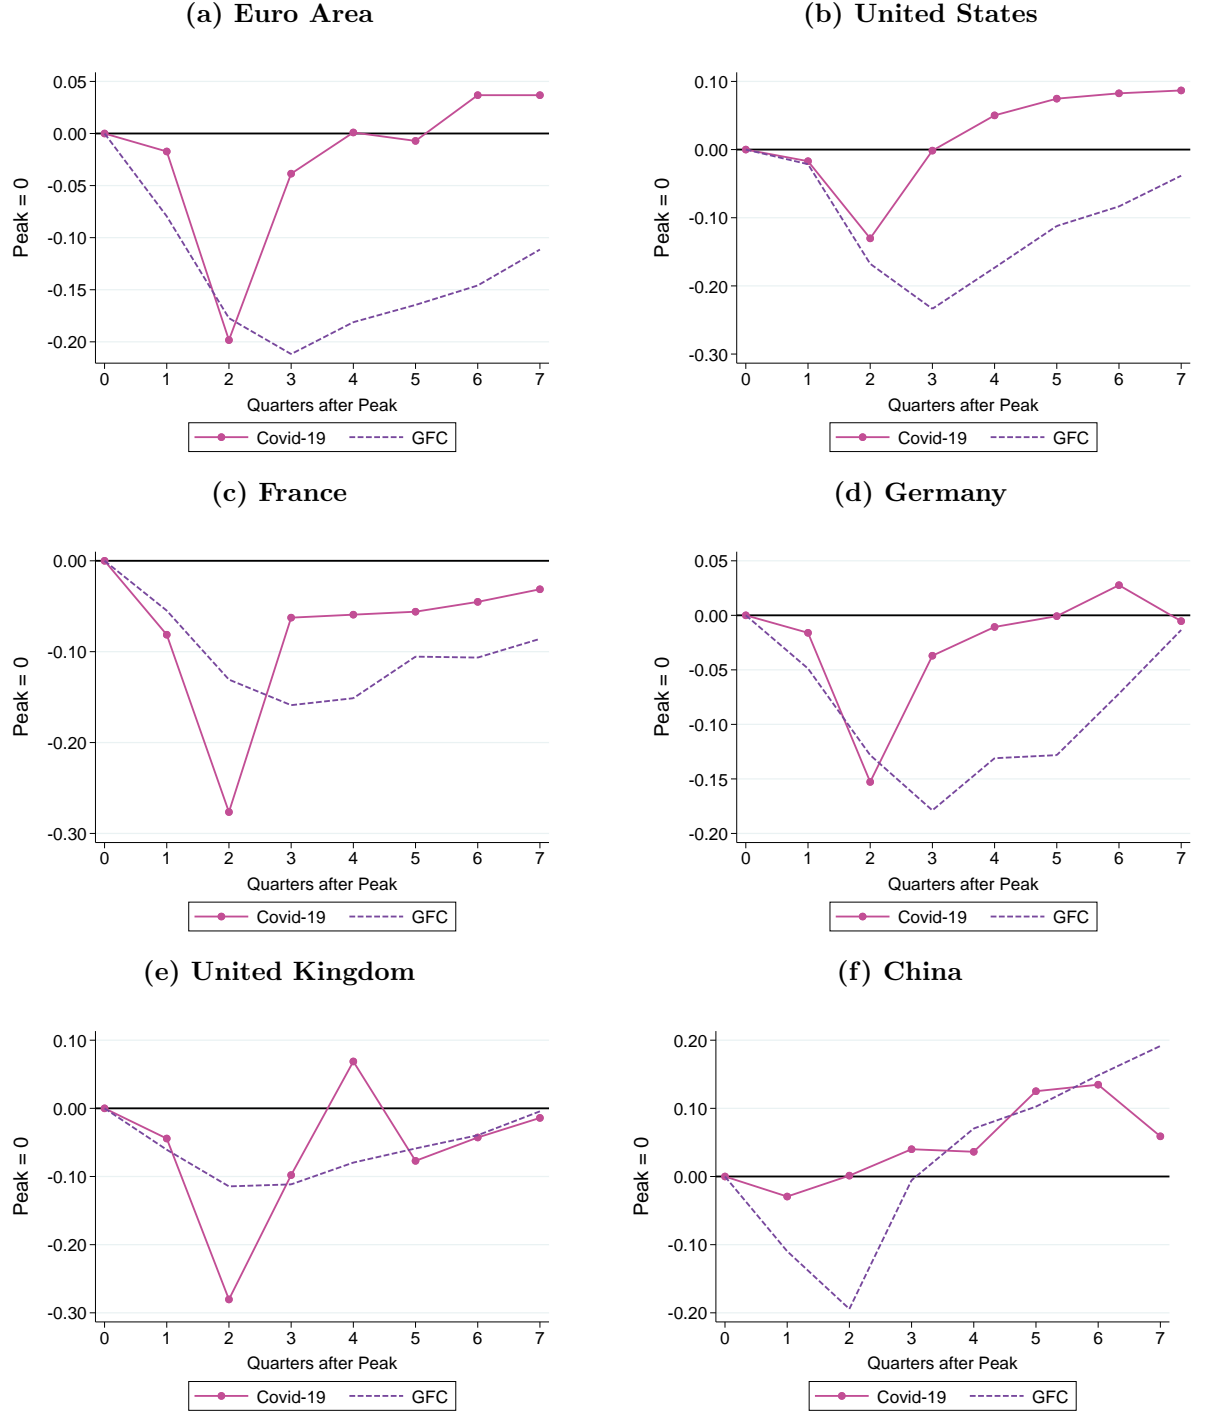 (a) Euro Area
0.05
0.00
-0.05
-0.10
-0.15
-0.20
Peak = 0
0 1 2 3 4 5 6 7
Quarters after Peak
Covid-19 GFC
(b) United States
0.10
0.00
-0.10
-0.20
-0.30
Peak = 0
0 1 2 3 4 5 6 7
Quarters after Peak
Covid-19 GFC
(c) France
0.00
-0.10
-0.20
-0.30
Peak = 0
0 1 2 3 4 5 6 7
Quarters after Peak
Covid-19 GFC
(d) Germany
0.05
0.00
-0.05
-0.10
-0.15
-0.20
Peak = 0
0 1 2 3 4 5 6 7
Quarters after Peak
Covid-19 GFC
(e) United Kingdom
0.10
0.00
-0.10
-0.20
-0.30
Peak = 0
0 1 2 3 4 5 6 7
Quarters after Peak
Covid-19 GFC
(f) China
0.20
0.10
0.00
-0.10
-0.20
Peak = 0
0 1 2 3 4 5 6 7
Quarters after Peak
Covid-19 GFC